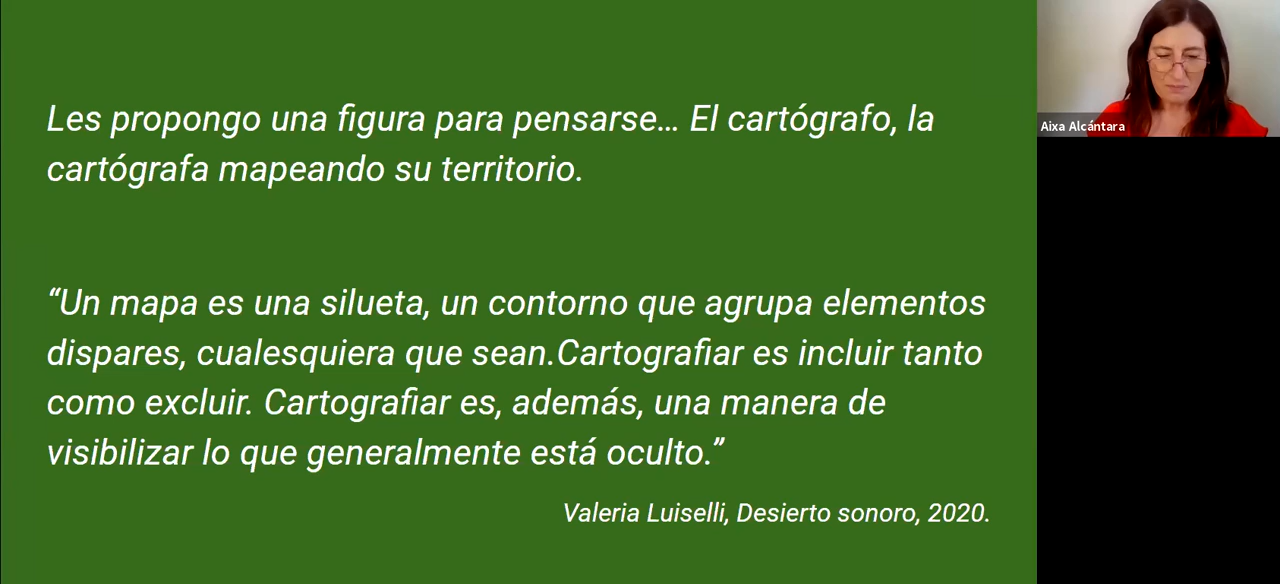 Les propongo una figura para pensarse... El cartógrafo, la
cartógrafa mapeando su territorio.
“Un mapa es una silueta, un contorno que agrupa elementos
dispares, cualesquiera que sean.Cartografiar es incluir tanto
como excluir. Cartografiar es, además, una manera de
visibilizar lo que generalmente está oculto.”
Valeria Luiselli, Desierto sonoro, 2020.
Aixa Alcántara